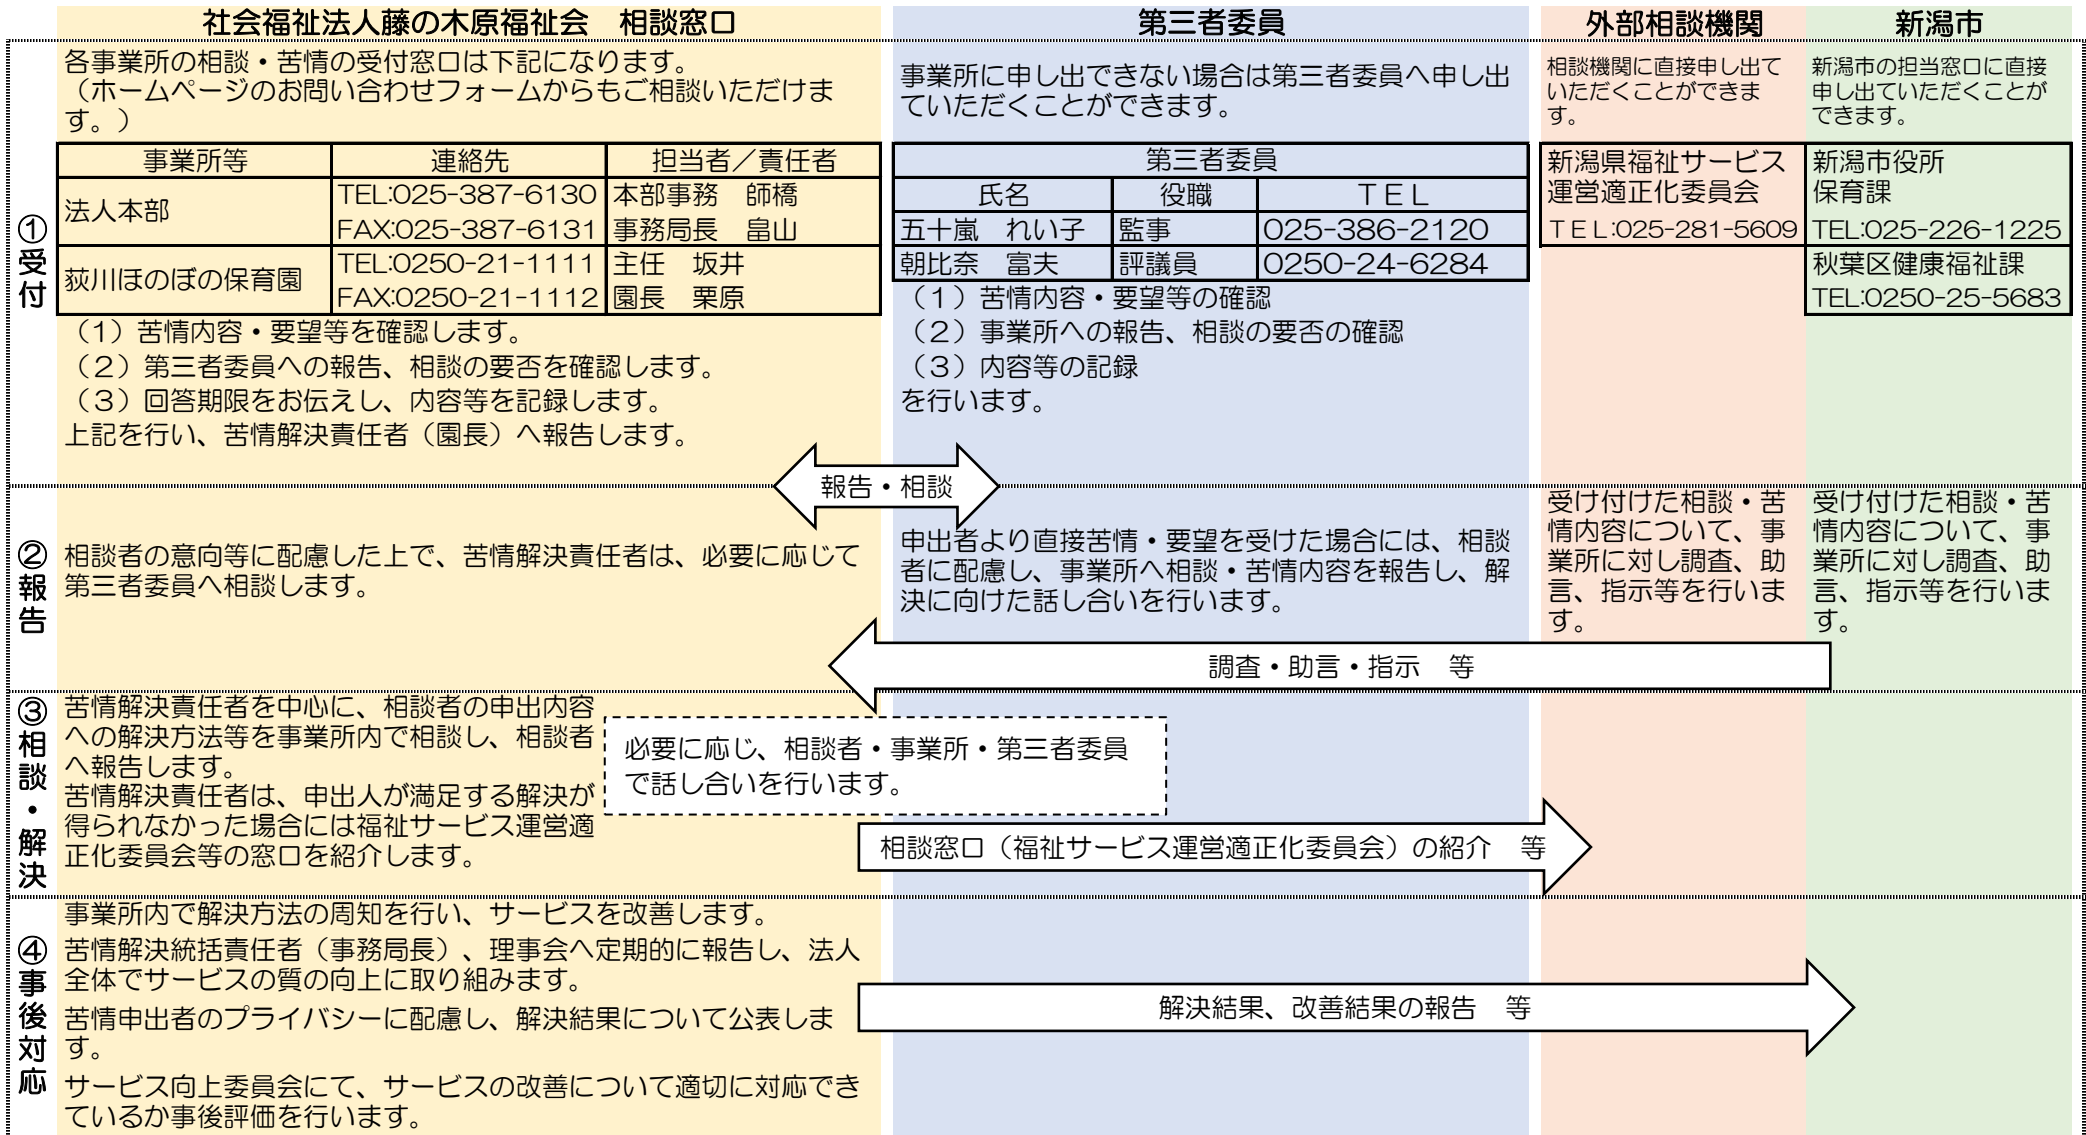 社会福祉法人藤の木原福祉会　相談窓口
第三者委員
外部相談機関
新潟市
①受付
各事業所の相談・苦情の受付窓口は下記になります。
（ホームページのお問い合わせフォームからもご相談いただけま
す。）
事業所等
連絡先
担当者／責任者
法人本部
TEL:025-387-6130
本部事務　師橋
FAX:025-387-6131
事務局長　畠山
荻川ほのぼの保育園
TEL:0250-21-1111
主任　坂井
FAX:0250-21-1112
園長　栗原
（１）苦情内容・要望等を確認します。
（２）第三者委員への報告、相談の要否を確認します。
（３）回答期限をお伝えし、内容等を記録します。
上記を行い、苦情解決責任者（園長）へ報告します。
事業所に申し出できない場合は第三者委員へ申し出
ていただくことができます。
第三者委員
氏名
役職
ＴＥＬ
五十嵐　れい子
監事
025-386-2120
朝比奈　富夫
評議員
0250-24-6284
（１）苦情内容・要望等の確認
（２）事業所への報告、相談の要否の確認
（３）内容等の記録
を行います。
相談機関に直接申し出て
いただくことができま
す。
新潟県福祉サービス
運営適正化委員会
ＴＥＬ:025-281-5609
新潟市の担当窓口に直接
申し出ていただくことが
できます。
新潟市役所
保育課
TEL:025-226-1225
秋葉区健康福祉課
TEL:0250-25-5683
報告・相談
②報告
相談者の意向等に配慮した上で、苦情解決責任者は、必要に応じて
第三者委員へ相談します。
申出者より直接苦情・要望を受けた場合には、相談
者に配慮し、事業所へ相談・苦情内容を報告し、解
決に向けた話し合いを行います。
受け付けた相談・苦
情内容について、事
業所に対し調査、助
言、指示等を行いま
す。
受け付けた相談・苦
情内容について、事
業所に対し調査、助
言、指示等を行いま
す。
調査・助言・指示　等
③相談・解決
苦情解決責任者を中心に、相談者の申出内容
への解決方法等を事業所内で相談し、相談者
へ報告します。
苦情解決責任者は、申出人が満足する解決が
得られなかった場合には福祉サービス運営適
正化委員会等の窓口を紹介します。
必要に応じ、相談者・事業所・第三者委員
で話し合いを行います。
相談窓口（福祉サービス運営適正化委員会）の紹介　等
④事後対応
事業所内で解決方法の周知を行い、サービスを改善します。
苦情解決統括責任者（事務局長）、理事会へ定期的に報告し、法人
全体でサービスの質の向上に取り組みます。
苦情申出者のプライバシーに配慮し、解決結果について公表しま
す。
サービス向上委員会にて、サービスの改善について適切に対応でき
ているか事後評価を行います。
解決結果、改善結果の報告　等